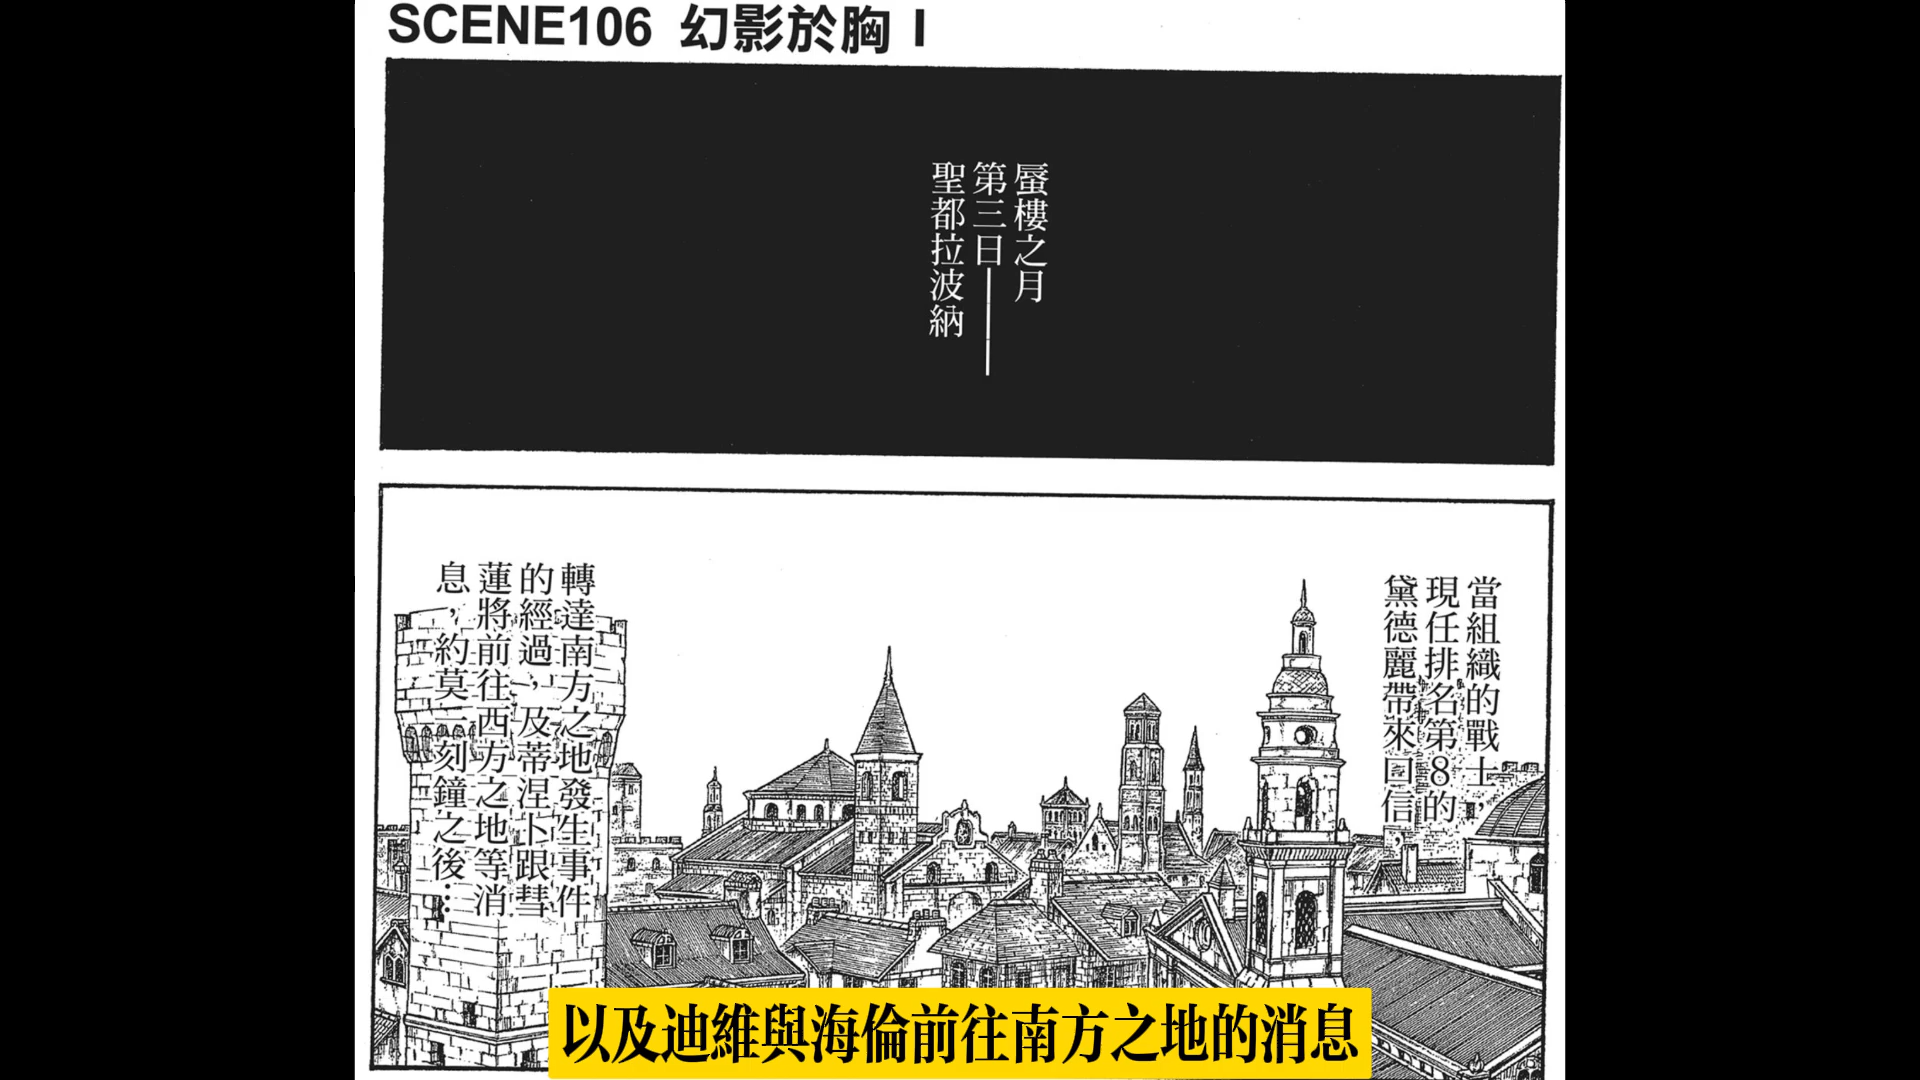 SCENE106 幻影於胸 I
蜃樓之月
第三日————
聖都拉波納
當組織的戰士，
現任排名第8的
黛德麗帶來回信，
轉達南方之地發生事件
的經過，及蒂涅卜跟彗
蓮將前往西方之地等消
息，約莫一刻鐘之後…
以及迪維與海倫前往南方之地的消息